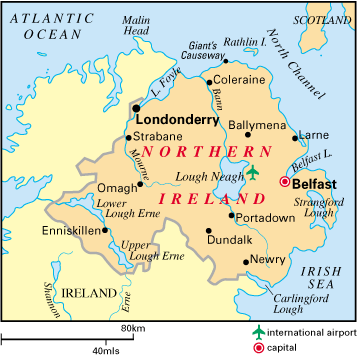 ATLANTIC
OCEAN
Malin
Head
SCOTLAND
Giant's
Causeway
Rathlin I.
North Channel
L. Foyle
Coleraine
Bann
Londonderry
Strabane
Ballymena
Larne
Mourne
NORTHERN
Belfast L.
Lough Neagh
Omagh
IRELAND
Belfast
Lower
Lough Erne
Strangford
Lough
Portadown
Enniskillen
Dundalk
Upper
Lough Erne
Newry
IRISH
SEA
Shannon
IRELAND
Erne
Carlingford
Lough
80km
40mls
international airport
capital